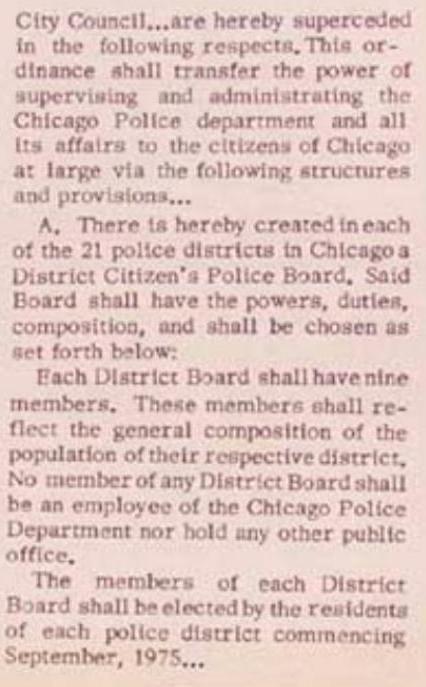 City Council...are hereby superceded
in the following respects. This or-
dinance shall transfer the power of
supervising and administrating the
Chicago Police department and all
its affairs to the citizens of Chicago
at large via the following structures
and provisions...
A. There is hereby created in each
of the 21 police districts in Chicago a
District Citizen's Police Board. Said
Board shall have the powers, duties,
composition, and shall be chosen as
set forth below:
Each District Board shall have nine
members. These members shall re-
flect the general composition of the
population of their respective district.
No member of any District Board shall
be an employee of the Chicago Police
Department nor hold any other public
office.
The members of each District
Board shall be elected by the residents
of each police district commencing
September, 1975...